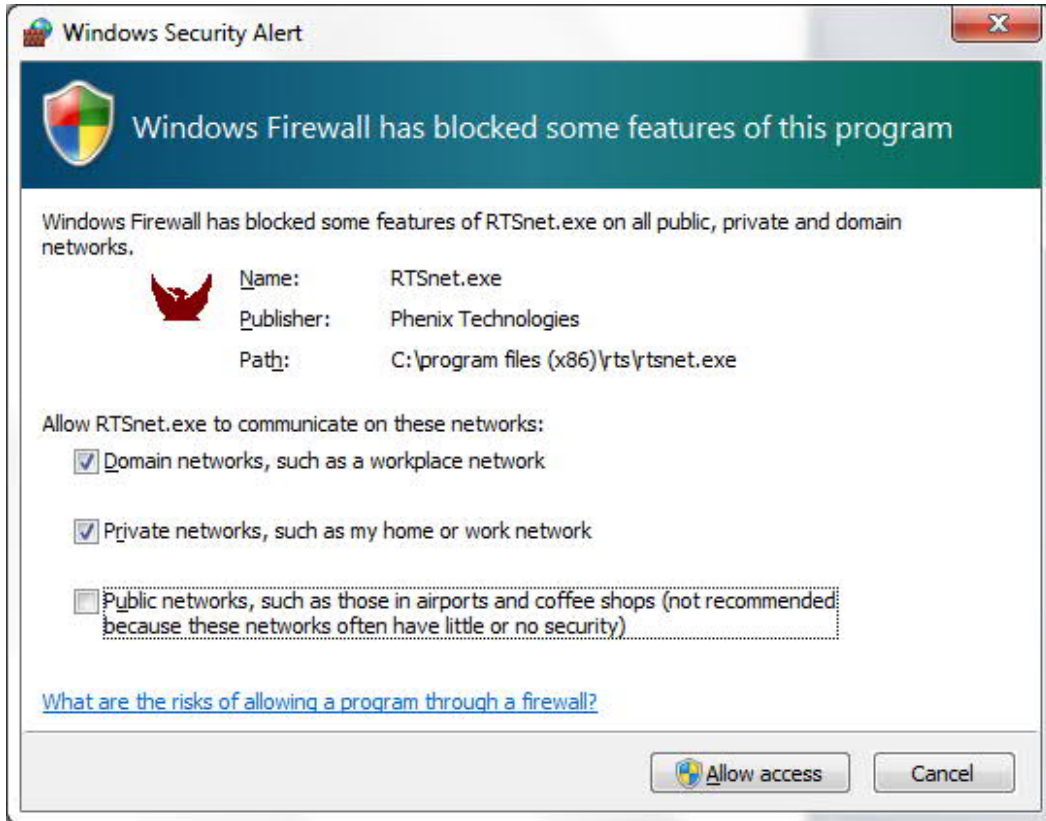 Windows Security Alert
Windows Firewall has blocked some features of this program
Windows Firewall has blocked some features of RTSnet.exe on all public, private and domain
networks.
Name: RTSnet.exe
Publisher: Phenix Technologies
Path: C:\program files (x86)\rts\rtsnet.exe
Allow RTSnet.exe to communicate on these networks:
Domain networks, such as a workplace network
Private networks, such as my home or work network
Public networks, such as those in airports and coffee shops (not recommended
because these networks often have little or no security)
What are the risks of allowing a program through a firewall?
Allow access Cancel